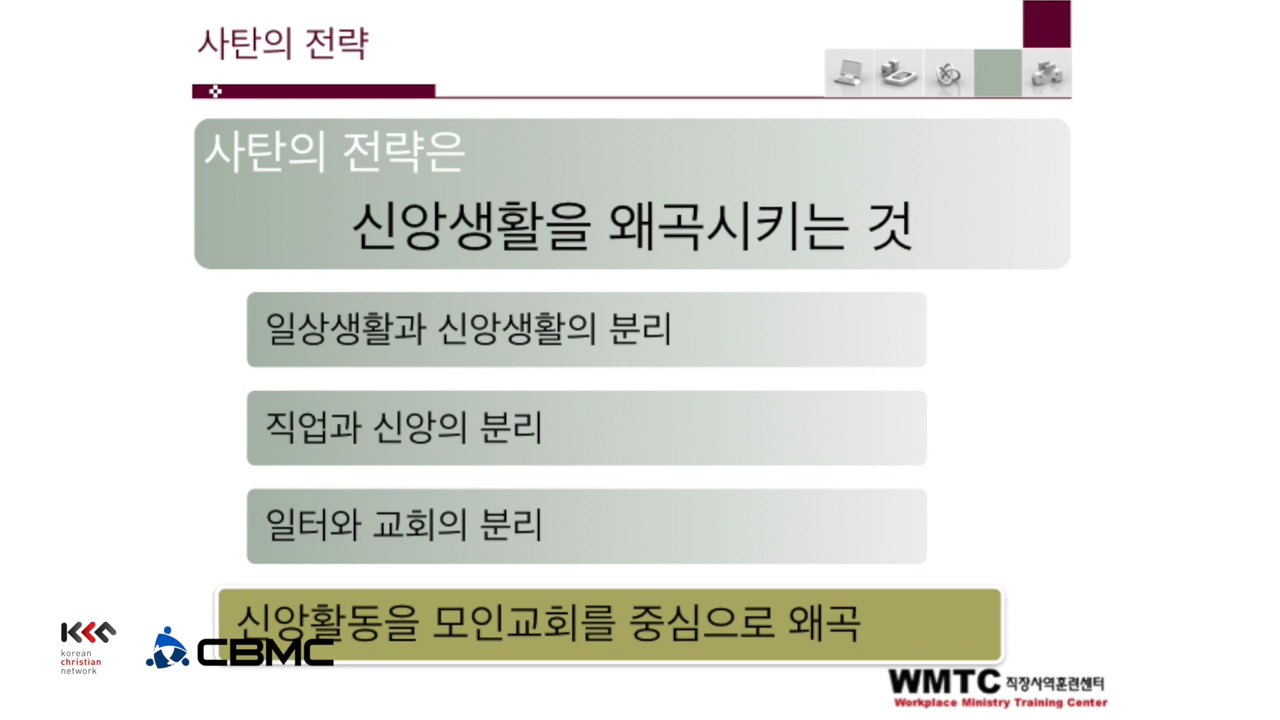 사탄의 전략
사탄의 전략은
신앙생활을 왜곡시키는 것
일상생활과 신앙생활의 분리
직업과 신앙의 분리
일터와 교회의 분리
신앙활동을 모인교회를 중심으로 왜곡
kcn
korean
christian
network
CBMC
WMTC 직장사역훈련센터
Workplace Ministry Training Center